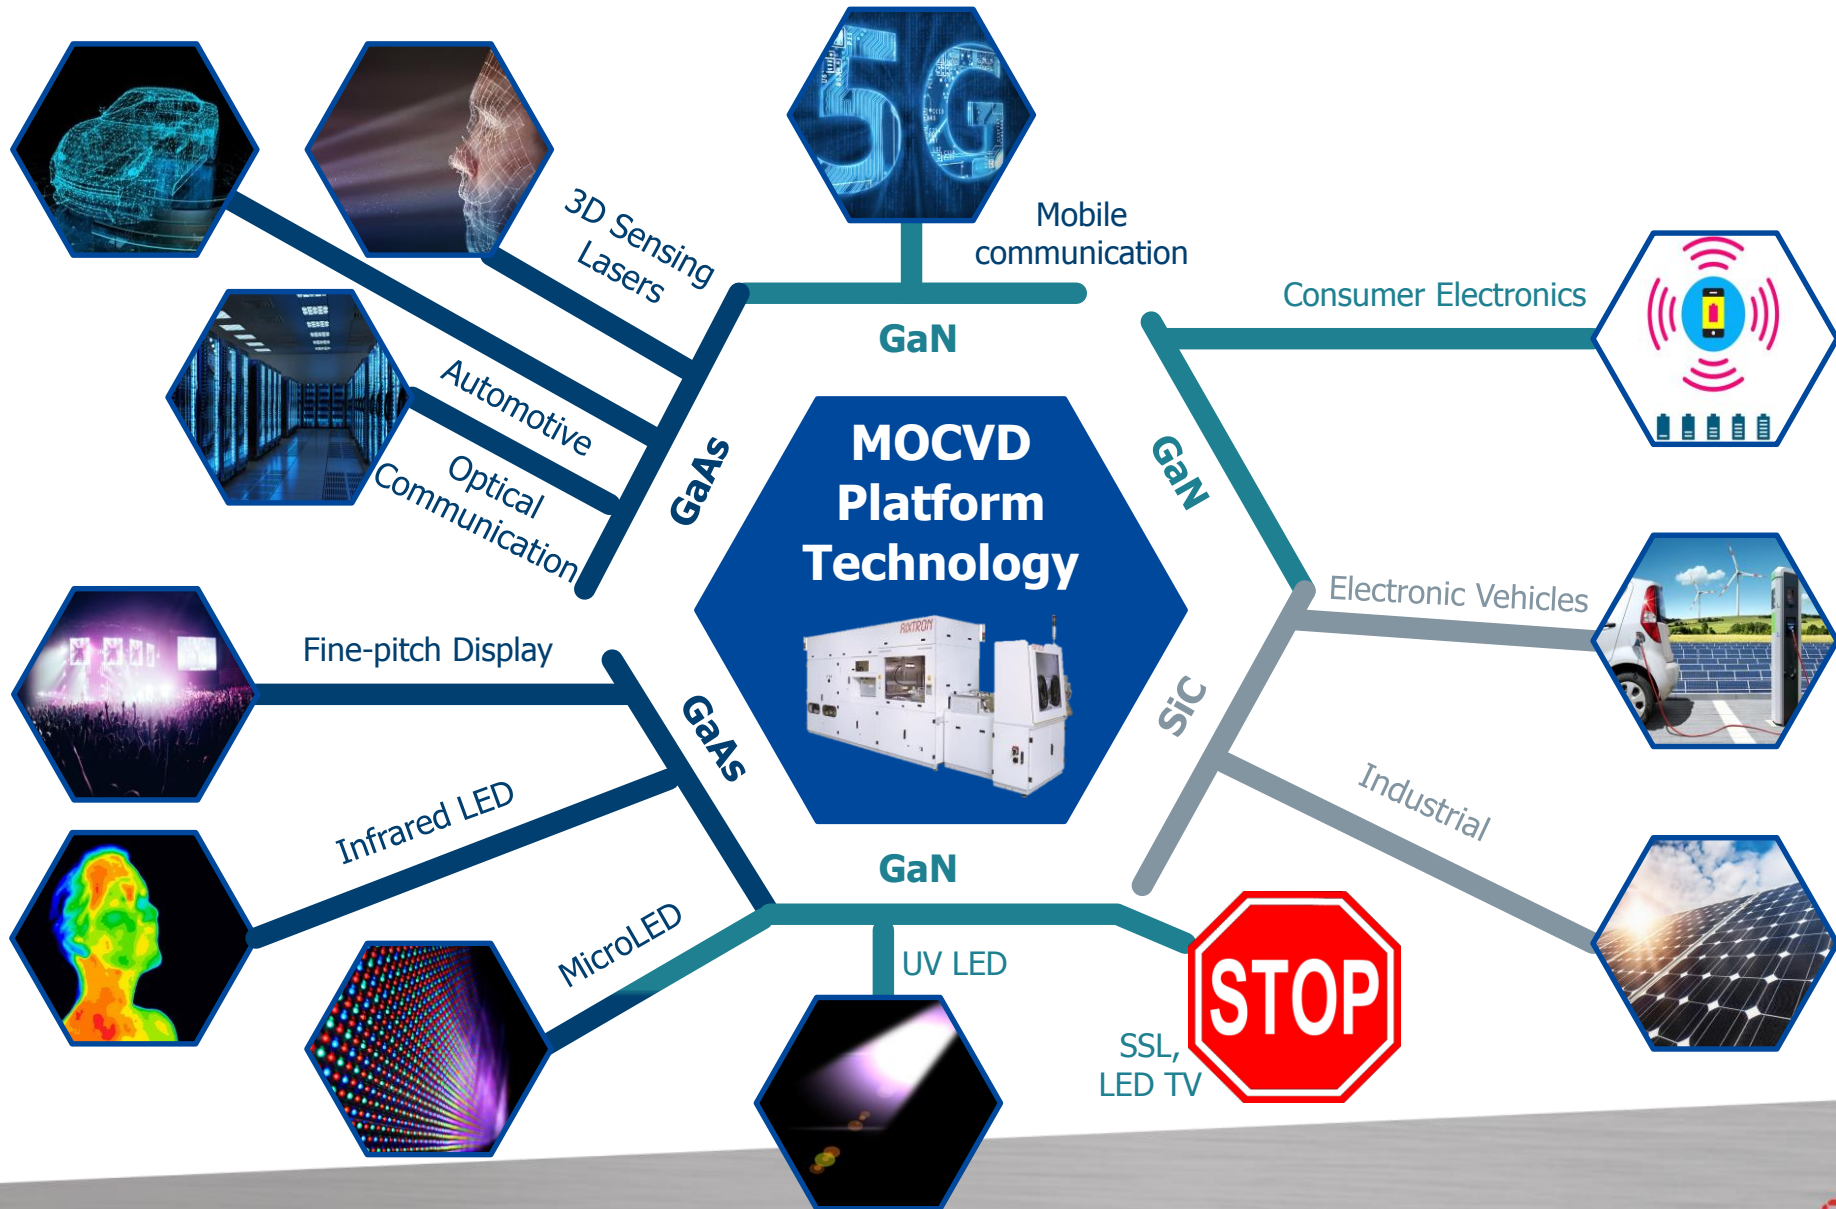 5G
3D Sensing
Lasers
Mobile
communication
Consumer Electronics
GaN
Automotive
GaAs
GaN
Optical
Communication
MOCVD
Platform
Technology
AIXTRON
Electronic Vehicles
Fine-pitch Display
GaAs
SiC
Infrared LED
Industrial
GaN
MicroLED
UV LED
STOP
SSL,
LED TV